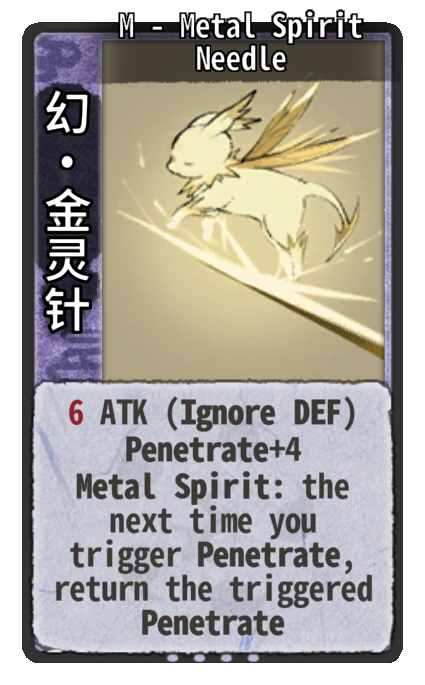 M - Metal Spirit
Needle
幻·金灵针
6 ATK (Ignore DEF)
Penetrate+4
Metal Spirit: the
next time you
trigger Penetrate,
return the triggered
Penetrate